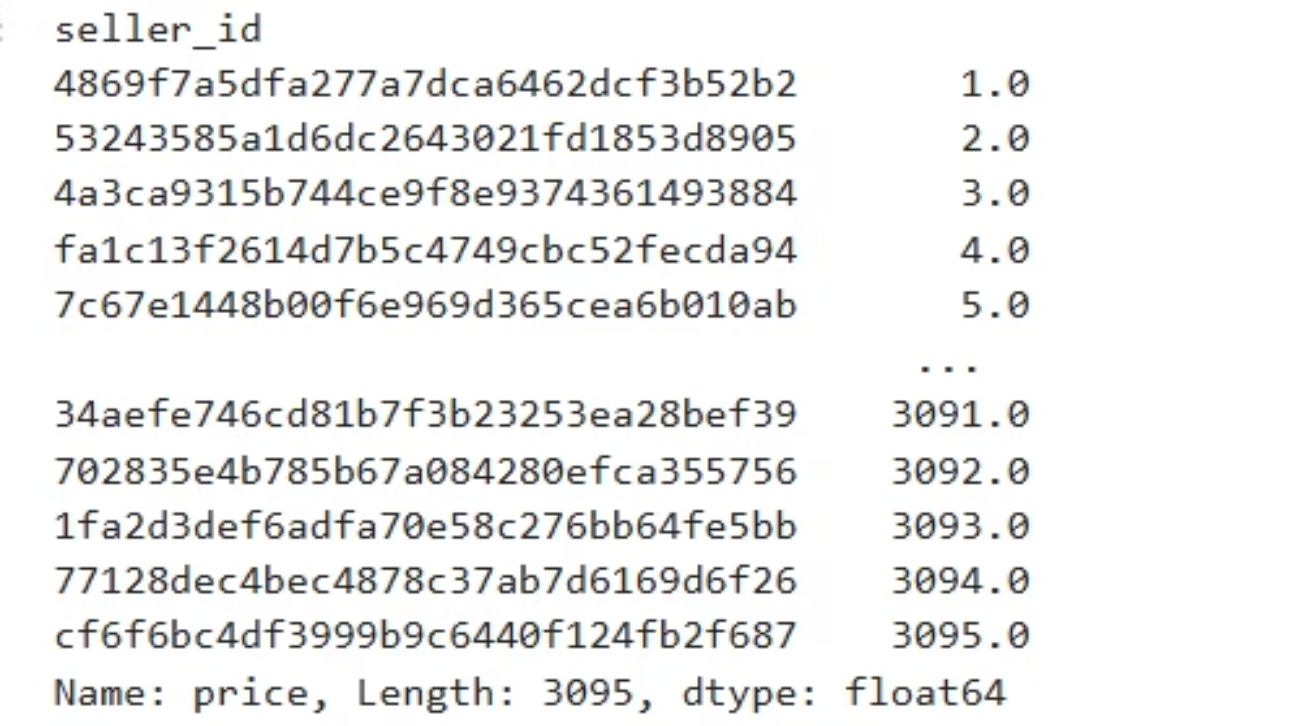 seller_id
4869f7a5dfa277a7dca6462dcf3b52b2 1.0
53243585a1d6dc2643021fd1853d8905 2.0
4a3ca9315b744ce9f8e9374361493884 3.0
fa1c13f2614d7b5c4749cbc52fecda94 4.0
7c67e1448b00f6e969d365cea6b010ab 5.0
...
34aefe746cd81b7f3b23253ea28bef39 3091.0
702835e4b785b67a084280efca355756 3092.0
1fa2d3def6adfa70e58c276bb64fe5bb 3093.0
77128dec4bec4878c37ab7d6169d6f26 3094.0
cf6f6bc4df3999b9c6440f124fb2f687 3095.0
Name: price, Length: 3095, dtype: float64